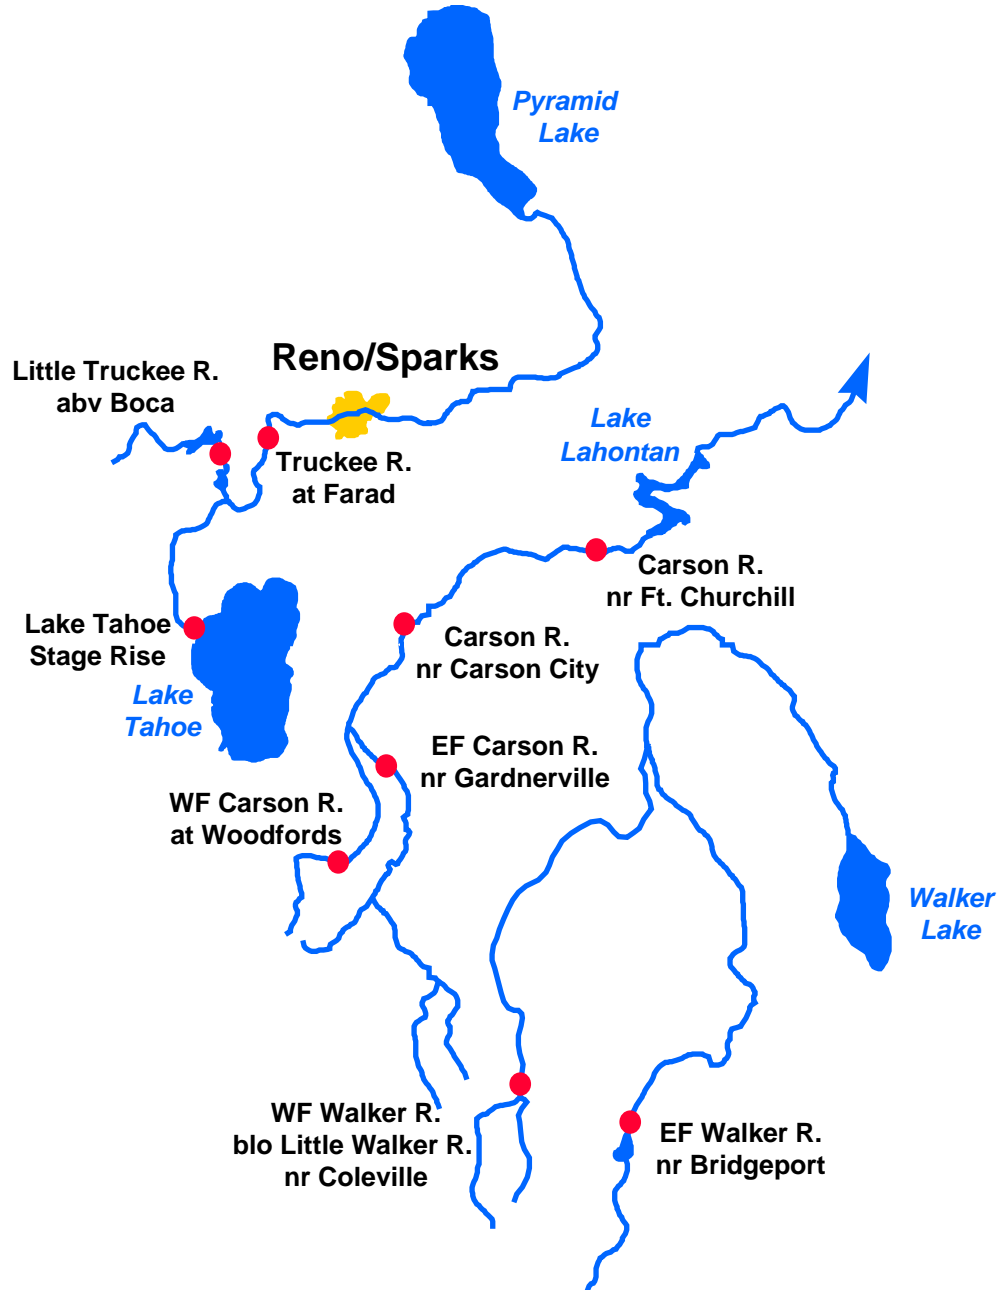 Pyramid
Lake
Reno/Sparks
Little Truckee R.
abv Boca
Lake
Lahontan
Truckee R.
at Farad
Carson R.
nr Ft. Churchill
Lake Tahoe
Stage Rise
Carson R.
nr Carson City
Lake
Tahoe
EF Carson R.
nr Gardnerville
WF Carson R.
at Woodfords
Walker
Lake
WF Walker R.
blo Little Walker R.
nr Coleville
EF Walker R.
nr Bridgeport